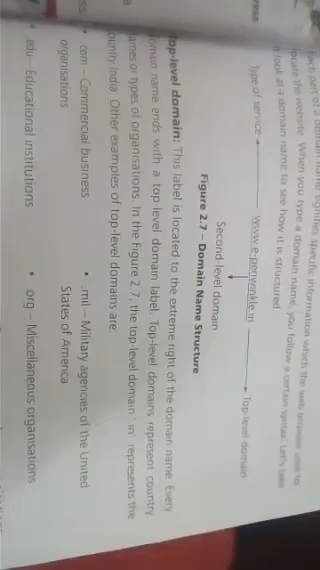 Each part of a domain name signifies specific information which the web browser uses to
locate the website. When you type a domain name, you follow a certain syntax. Let's take
look at a domain name to see how it is structured.
Type of service
www.e-periwinkle.in
Top-level domain
Second-level domain
Figure 2.7 – Domain Name Structure
Top-level domain: This label is located to the extreme right of the domain name. Every
domain name ends with a top-level domain label. Top-level domains represent country
names or types of organisations. In the Figure 2.7, the top-level domain 'in' represents the
country India. Other examples of top-level domains are:
• com – Commercial business
organisations
• .edu – Educational institutions
• .mil – Military agencies of the United
States of America
• .org – Miscellaneous organisations